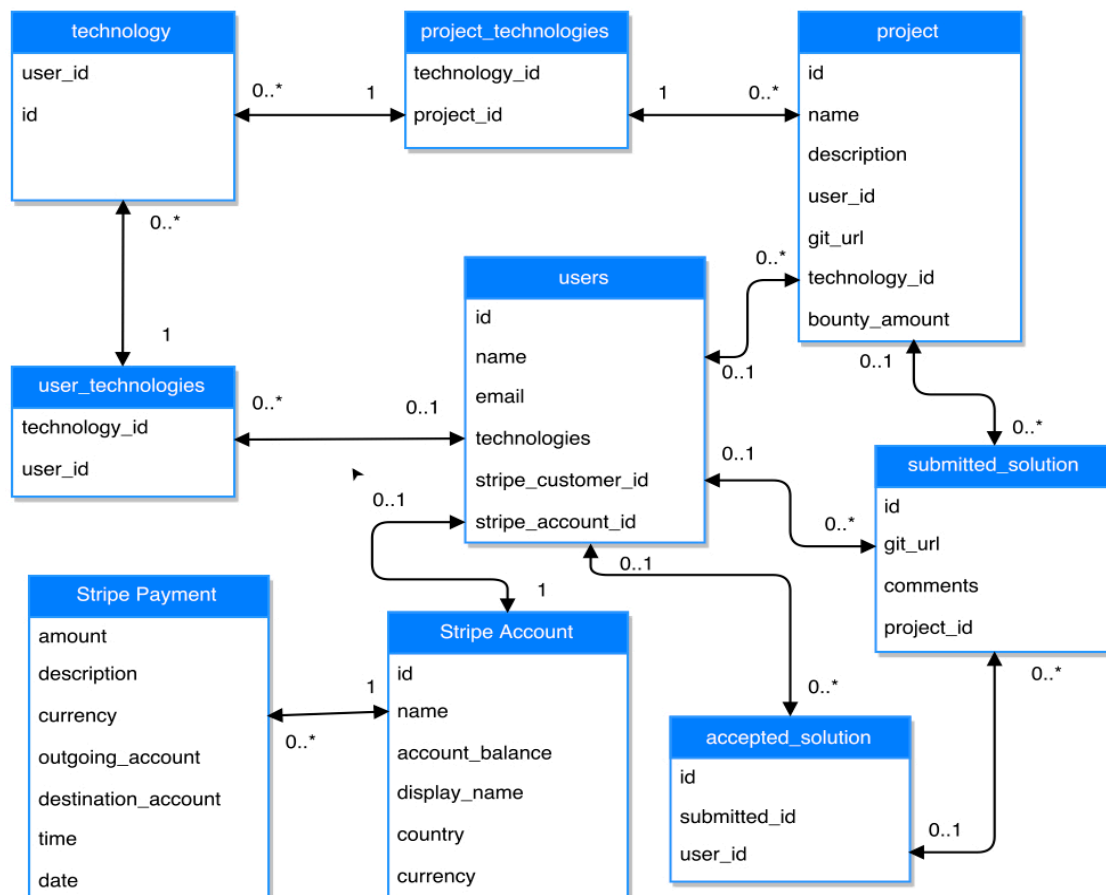 technology
user_id
id
project_technologies
technology_id
project_id
project
id
name
description
user_id
git_url
technology_id
bounty_amount
0..*
1
1
0..*
0..*
1
users
id
name
email
technologies
stripe_customer_id
stripe_account_id
0..*
0..1
user_technologies
technology_id
user_id
0..*
0..1
0..1
0..*
submitted_solution
id
git_url
comments
project_id
0..1
0..*
0..1
1
0..1
0..*
Stripe Payment
amount
description
currency
outgoing_account
destination_account
time
date
1
0..*
Stripe Account
id
name
account_balance
display_name
country
currency
accepted_solution
id
submitted_id
user_id
0..*
0..1